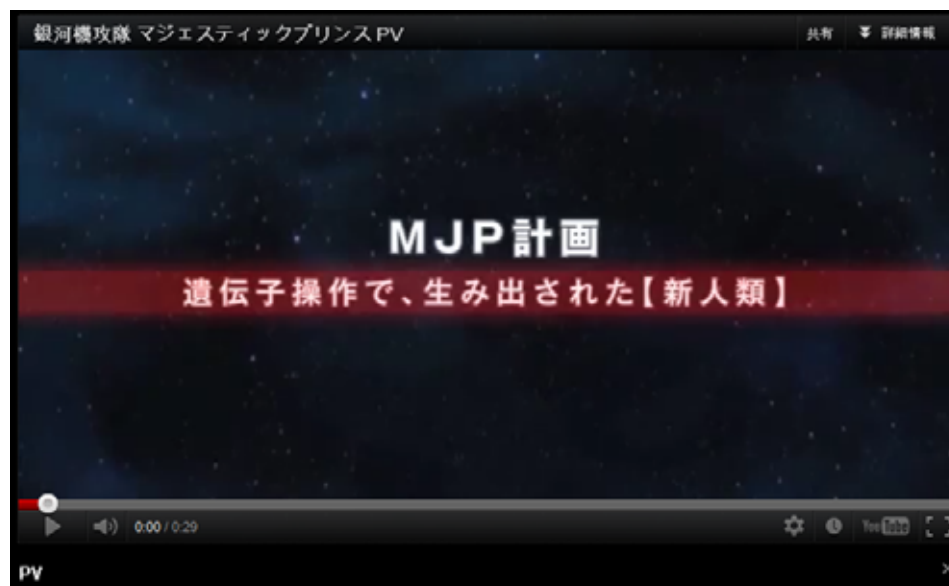 銀河機攻隊 マジェスティックプリンス PV
共有 詳細情報
MJP計画
遺伝子操作で、生み出された【新人類】
0:00 / 0:29
YouTube
PV